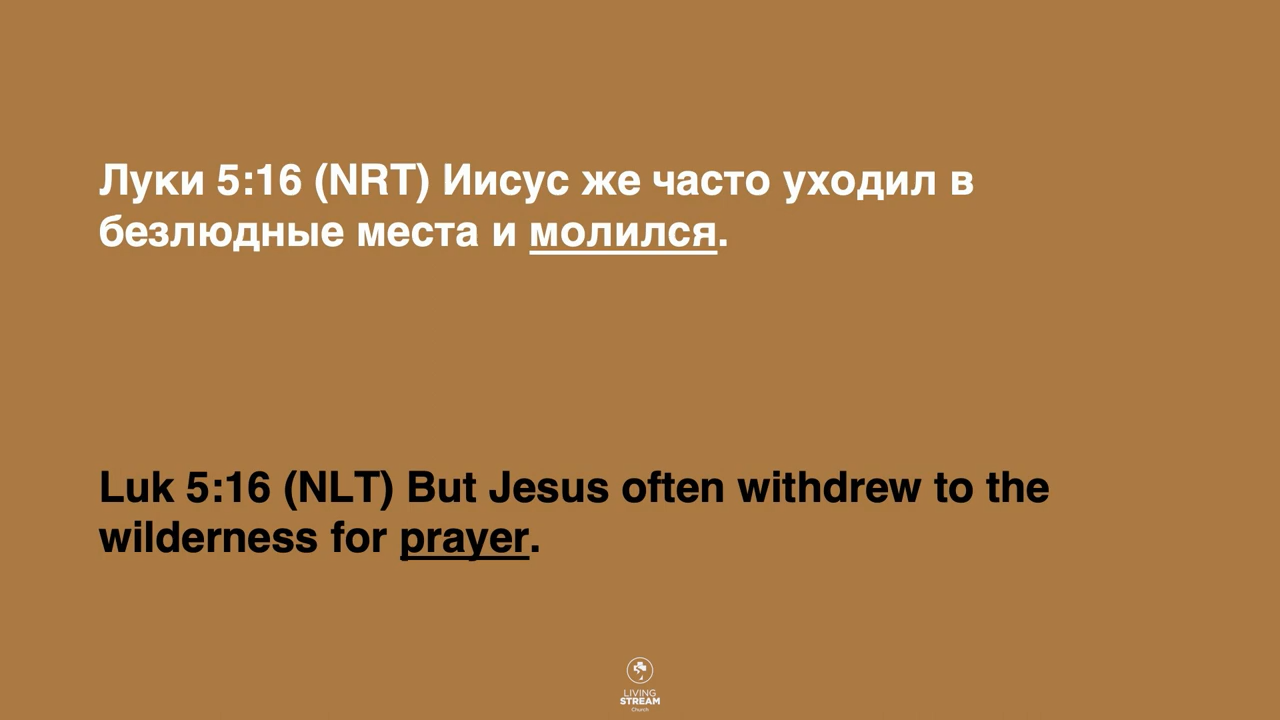 Луки 5:16 (NRT) Иисус же часто уходил в
безлюдные места и молился.
Luk 5:16 (NLT) But Jesus often withdrew to the
wilderness for prayer.
LIVING
STREAM
Church